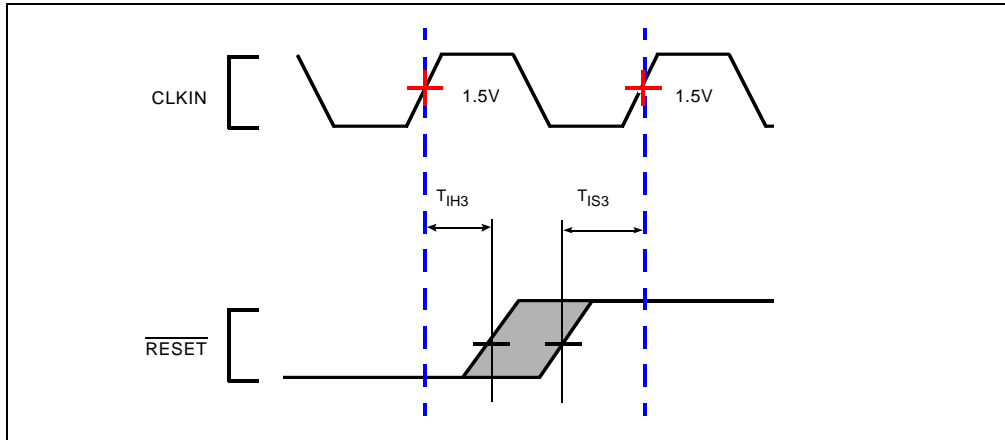 CLKIN
1.5V
1.5V
TIH3
TIS3
RESET